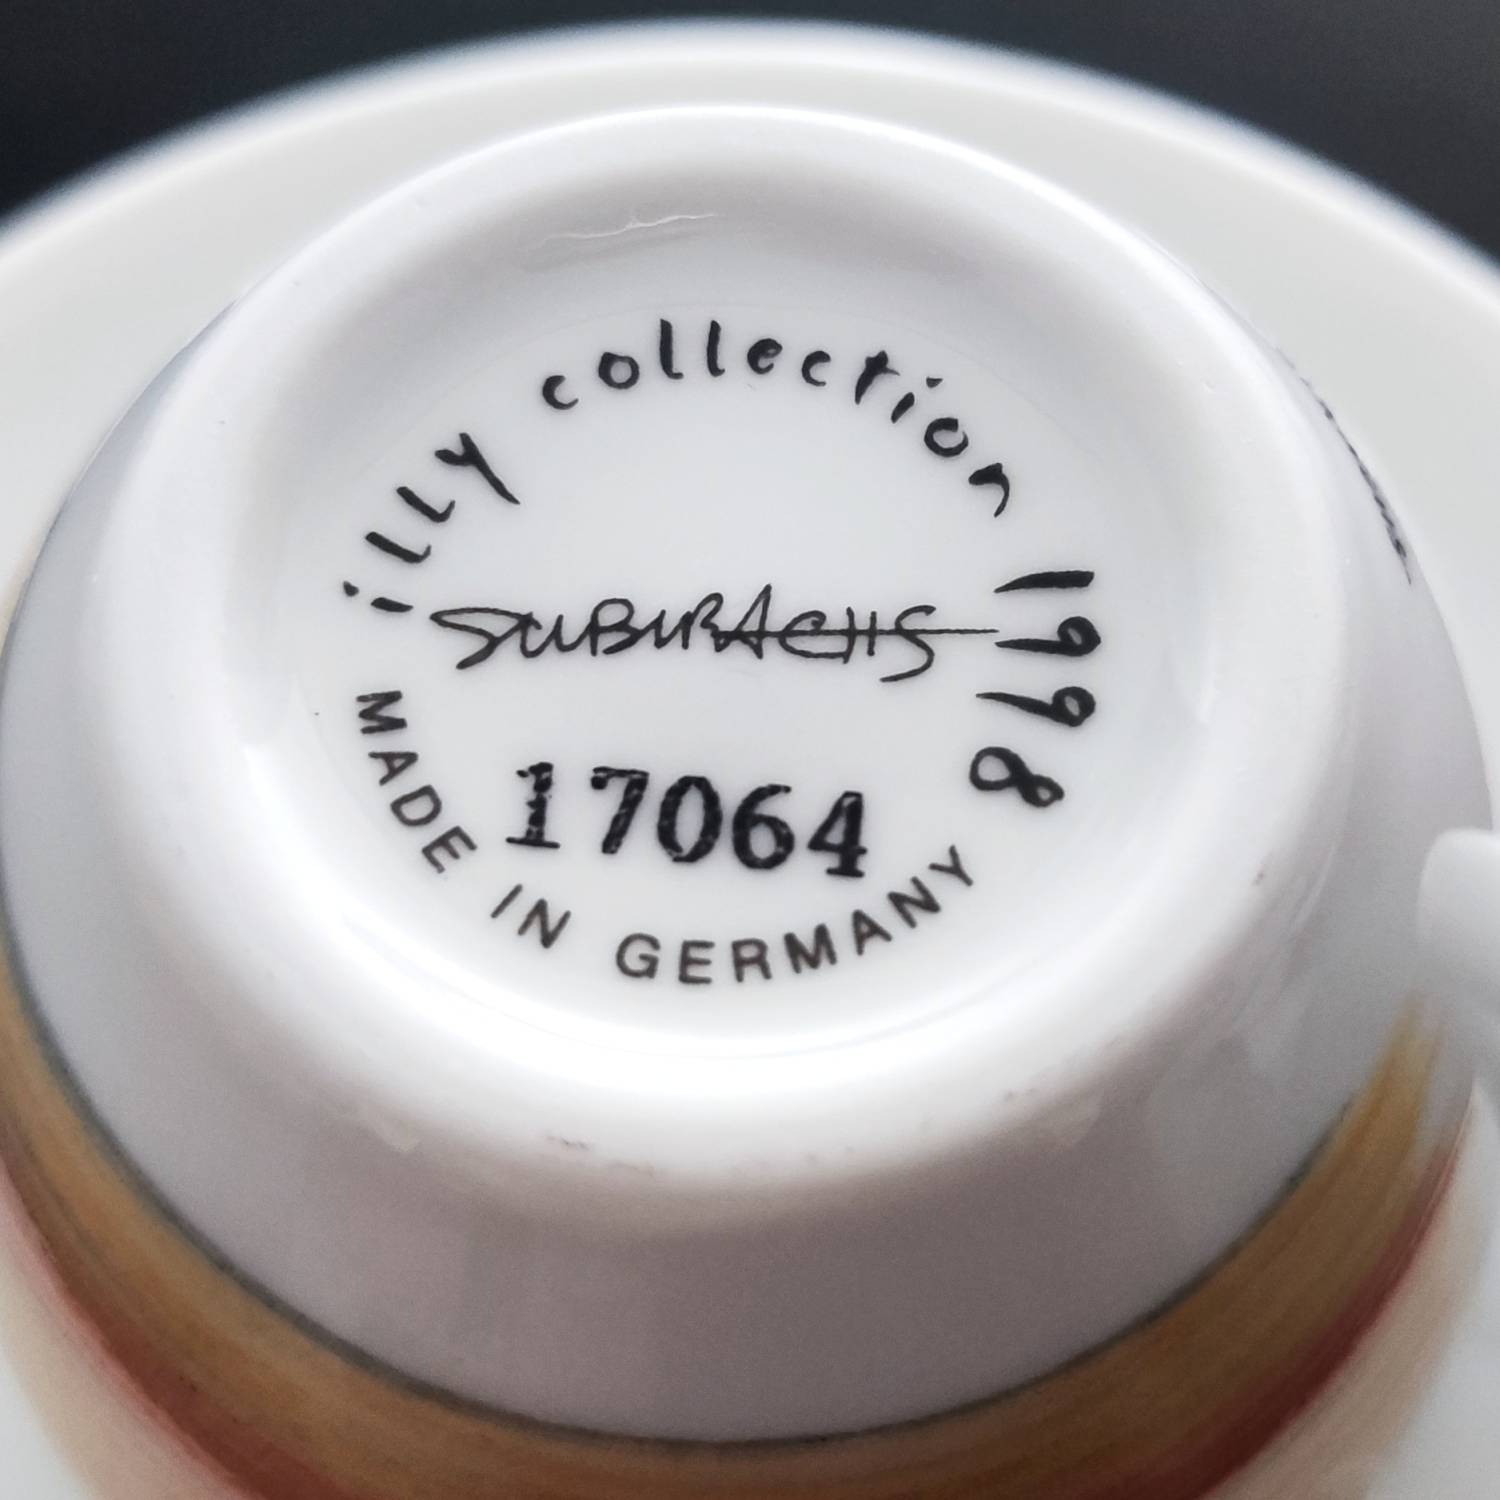 illy collection 1998
SUBIRACHS
17064
MADE IN GERMANY